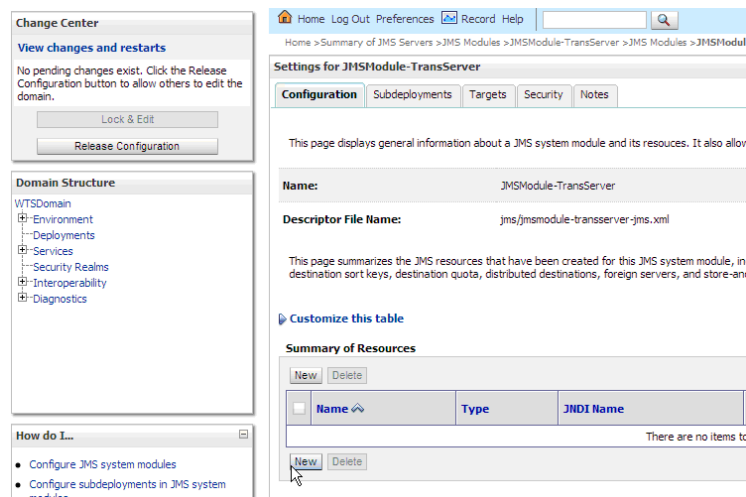 Change Center
View changes and restarts
No pending changes exist. Click the Release
Configuration button to allow others to edit the
domain.
Lock & Edit
Release Configuration
Domain Structure
WTSDomain
Environment
Deployments
Services
Security Realms
Interoperability
Diagnostics
How do I...
Configure JMS system modules
Configure subdeployments in JMS system
modules
Home Log Out Preferences Record Help
Home >Summary of JMS Servers >JMS Modules >JMSModule-TransServer >JMS Modules >JMSModul
Settings for JMSModule-TransServer
Configuration Subdeployments Targets Security Notes
This page displays general information about a JMS system module and its resouces. It also allow
Name: JMSModule-TransServer
Descriptor File Name: jms/jmsmodule-transserver-jms.xml
This page summarizes the JMS resources that have been created for this JMS system module, in
destination sort keys, destination quota, distributed destinations, foreign servers, and store-an
Customize this table
Summary of Resources
New Delete
Name Type JNDI Name
There are no items to
New Delete